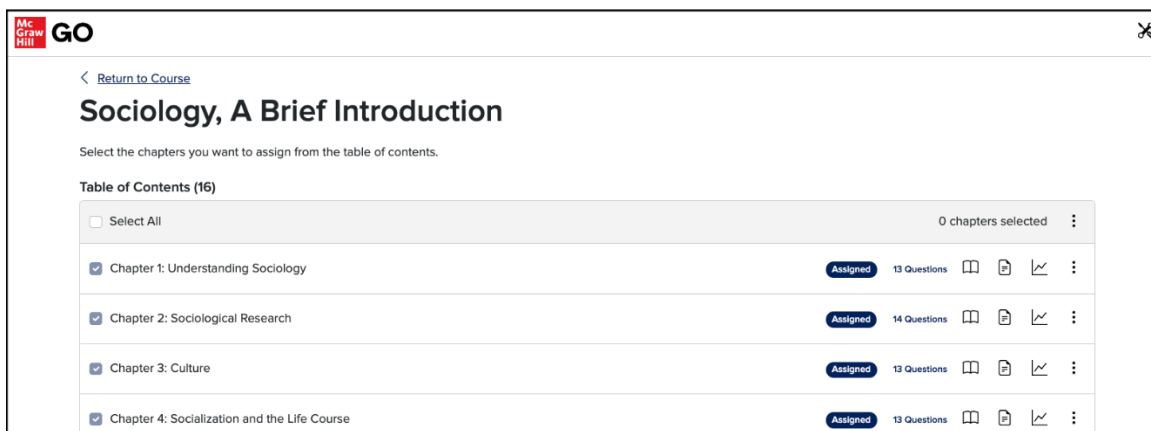 Mc
Graw
Hill
GO
Return to Course
Sociology, A Brief Introduction
Select the chapters you want to assign from the table of contents.
Table of Contents (16)
Select All 0 chapters selected
Chapter 1: Understanding Sociology Assigned 13 Questions
Chapter 2: Sociological Research Assigned 14 Questions
Chapter 3: Culture Assigned 13 Questions
Chapter 4: Socialization and the Life Course Assigned 13 Questions